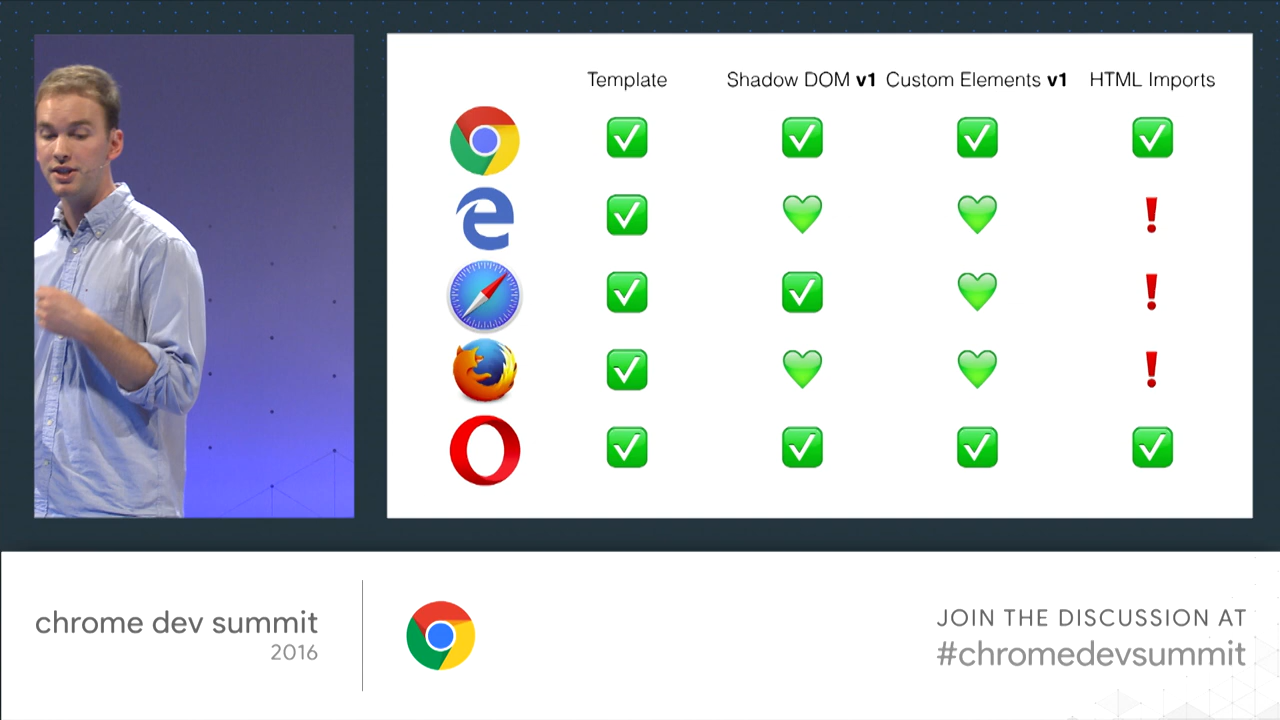 Template Shadow DOM v1 Custom Elements v1 HTML Imports
chrome dev summit
2016
JOIN THE DISCUSSION AT
#chromedevsummit